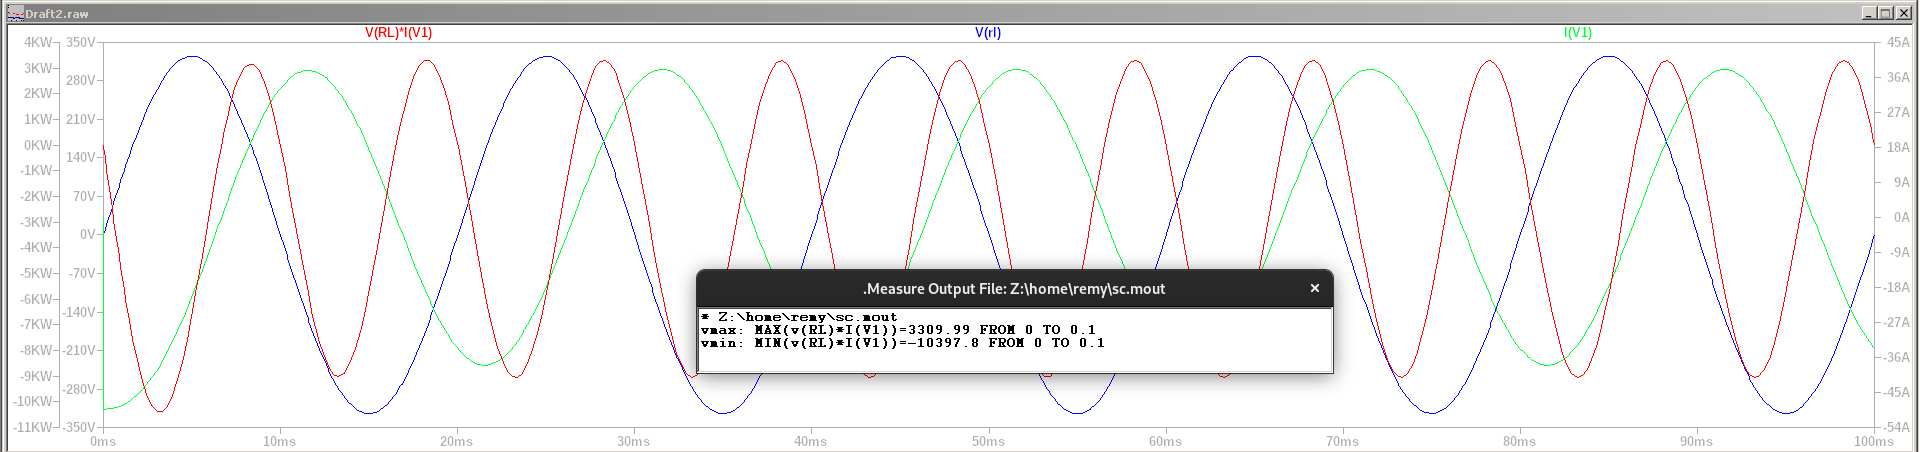 Draft2.raw
V(RL)*I(V1) V(rl) I(V1)
4KW 350V 45A
3KW 280V 36A
2KW 210V 27A
1KW 140V 18A
0KW 70V 9A
-1KW 0V 0A
-2KW -70V -9A
-3KW -140V -18A
-4KW -210V -27A
-5KW -280V -36A
-6KW -350V -45A
-7KW -54A
-8KW
-9KW
-10KW
-11KW
.Measure Output File: Z:\home\remy\sc.mout
* Z:\home\remy\sc.mout
vmax: MAX(v(RL)*I(V1))=3309.99 FROM 0 TO 0.1
vmin: MIN(v(RL)*I(V1))=-10397.8 FROM 0 TO 0.1
0ms 10ms 20ms 30ms 40ms 50ms 60ms 70ms 80ms 90ms 100ms